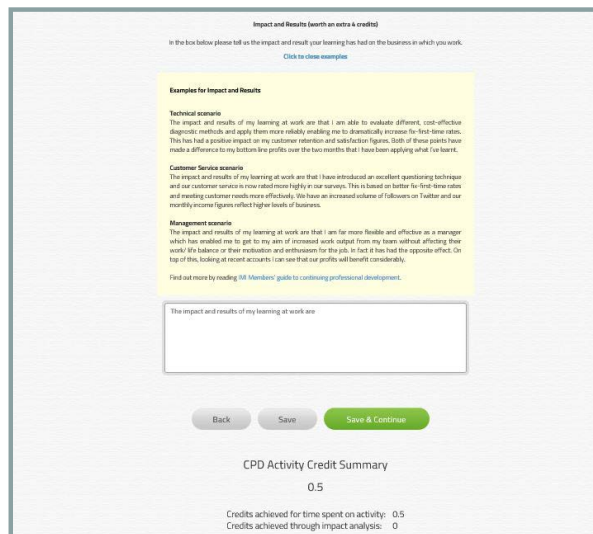 Impact and Results (worth an extra 4 credits)
In the box below please tell us the impact and result your learning has had on the business in which you work.
Click to close examples
Examples for Impact and Results
Technical scenario
The impact and results of my learning at work are that i am able to evaluate different, cost-effective
diagnostic methods and apply them more reliably enabling me to dramatically increase fix-first-time rates.
This has had a positive impact on my customer retention and satisfaction figures. Both of these points have
made a difference to my bottom line profits over the two months that I have been applying what I've learnt.
Customer Service scenario
The impact and results of my learning at work are that I have introduced an excellent questioning technique
and our customer service is now rated more highly in our surveys. This is based on better fix-first-time rates
and meeting customer needs more effectively. We have an increased volume of followers on Twitter and our
monthly income figures reflect higher levels of business.
Management scenario
The impact and results of my learning at work are that I am far more flexible and effective as a manager
which has enabled me to get to my aim of increased work output from my team without affecting their
work/ life balance or their motivation and enthusiasm for the job. In fact it has had the opposite effect. On
top of this, looking at recent accounts I can see that our profits will benefit considerably.
Find out more by reading IMI Members' guide to continuing professional development.
The impact and results of my learning at work are
Back Save Save & Continue
CPD Activity Credit Summary
0.5
Credits achieved for time spent on activity: 0.5
Credits achieved through impact analysis: 0